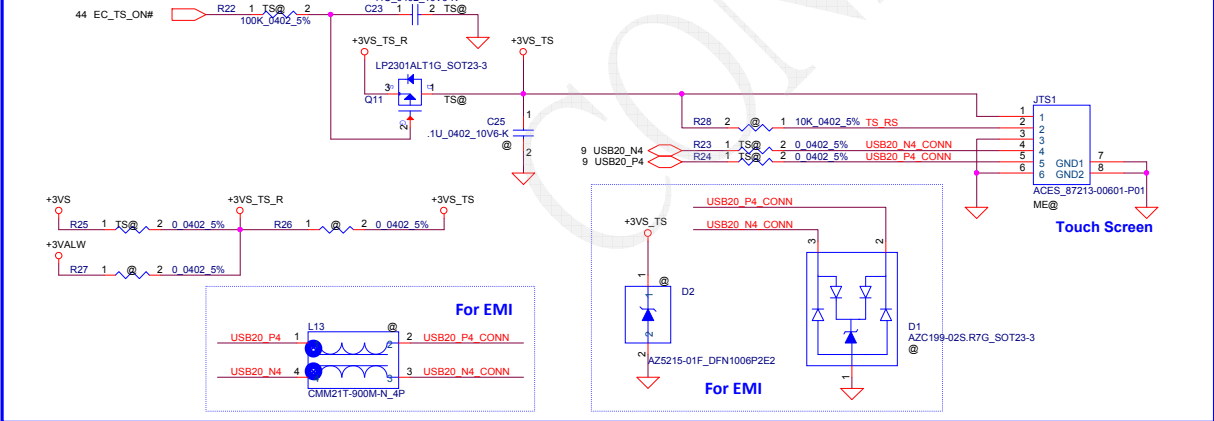 44 EC_TS_ON#
R22 1 TS@ 2
100K_0402_5%
C23 1 2 TS@
+3VS_TS_R
+3VS_TS
LP2301ALT1G_SOT23-3
3 1
Q11 TS@
2
C25
.1U_0402_10V6-K
@
1
2
R28 2 @ 1 10K_0402_5% TS_RS
9 USB20_N4 R23 1 TS@ 2 0_0402_5% USB20_N4_CONN
9 USB20_P4 R24 1 TS@ 2 0_0402_5% USB20_P4_CONN
JTS1
1 1
2 2
3 3
4 4
5 5 GND1 7
6 6 GND2 8
ACES_87213-00601-P01
ME@
Touch Screen
+3VS
+3VS_TS_R
+3VS_TS
R25 1 TS@ 2 0_0402_5%
R26 1 @ 2 0_0402_5%
+3VALW
R27 1 @ 2 0_0402_5%
For EMI
L13 @
USB20_P4 1 2 USB20_P4_CONN
USB20_N4 4 3 USB20_N4_CONN
CMM21T-900M-N_4P
USB20_P4_CONN
USB20_N4_CONN
+3VS_TS
1 @
1 D2
2
2 AZ5215-01F_DFN1006P2E2
3 2
D1
AZC199-02S.R7G_SOT23-3
@
1
For EMI